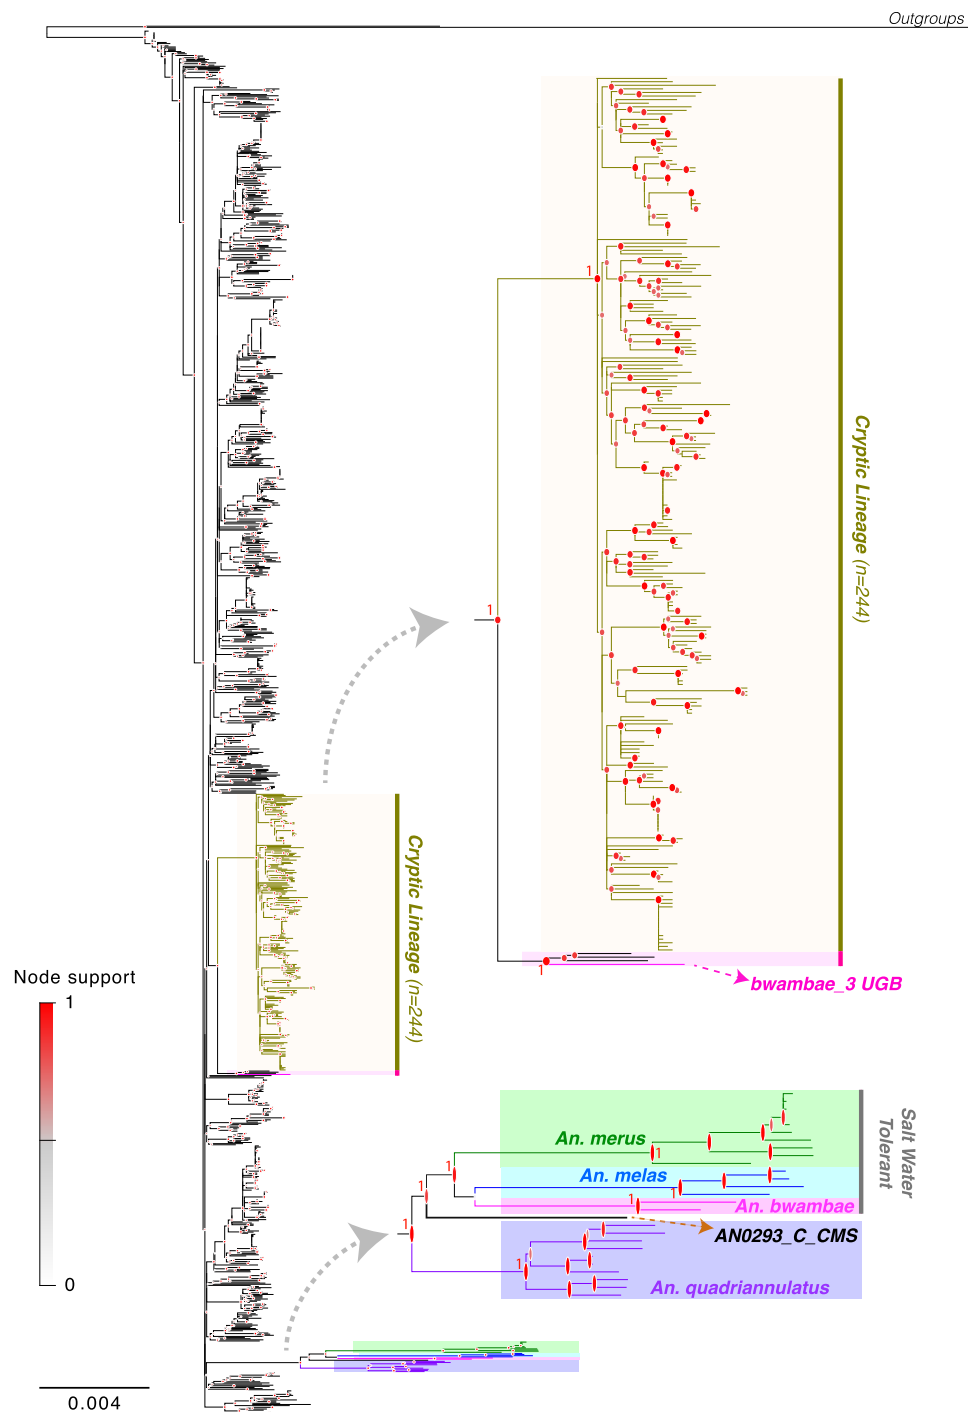 Outgroups
1
1
Cryptic Lineage (n=244)
Cryptic Lineage (n=244)
1
bwambae_3 UGB
Node support
1
0
Salt Water
Tolerant
An. merus
1
1
An. melas
1
1
An. bwambae
1
AN0293_C_CMS
1
1
An. quadriannulatus
0.004